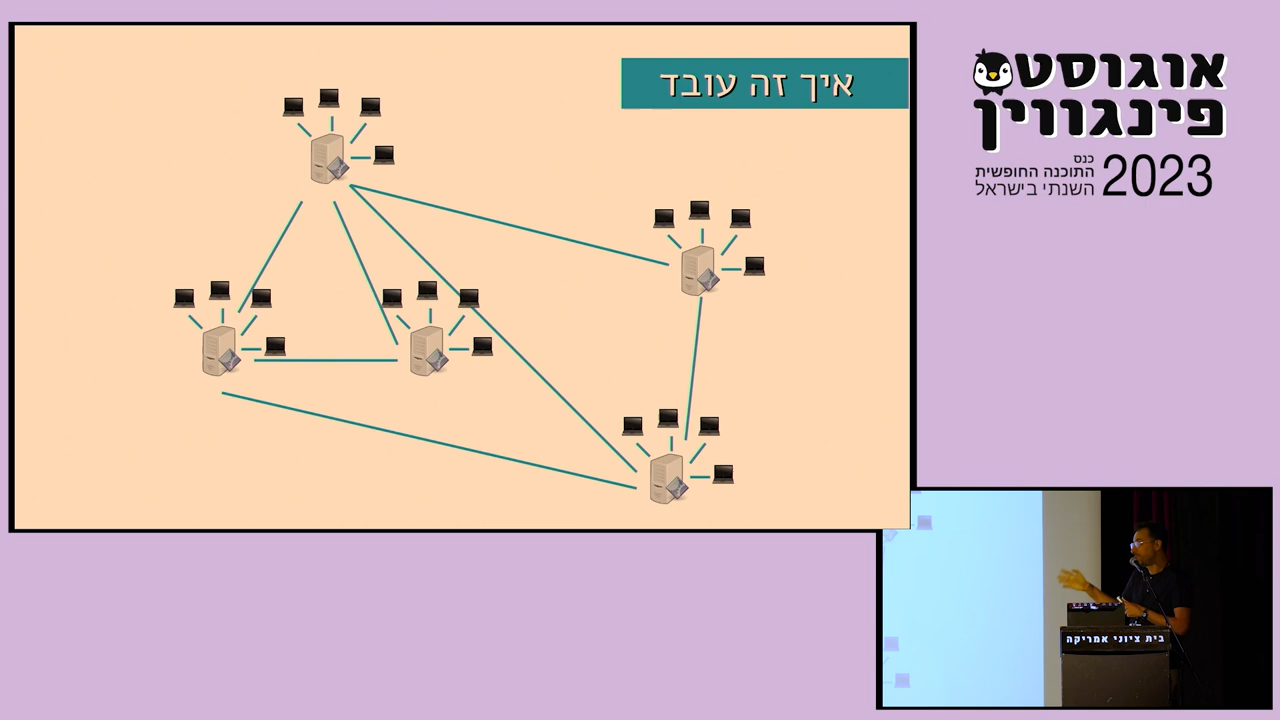 איך זה עובד
אוגוסט
פינגווין
כנס
התוכנה החופשית
השנתי בישראל
2023
בית ציוני אמריקה